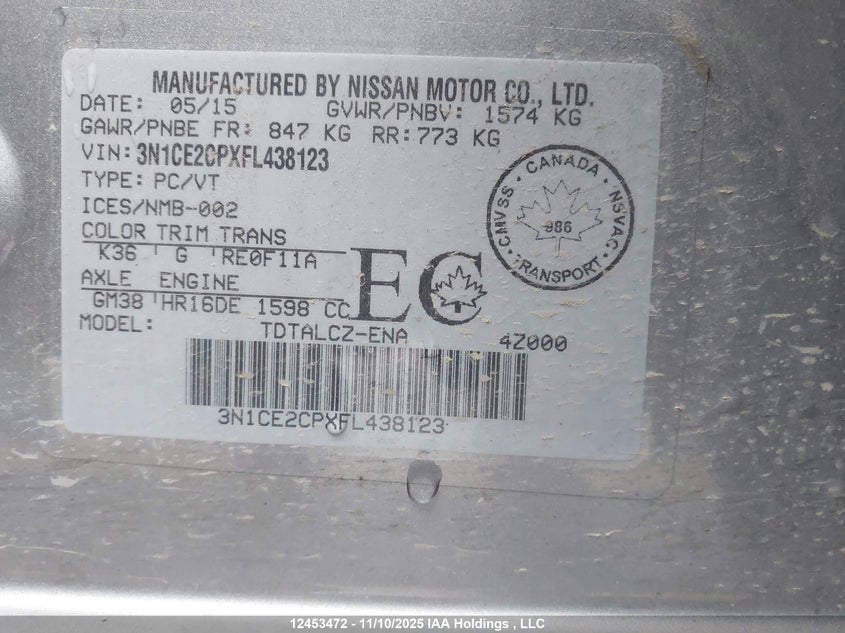 MANUFACTURED BY NISSAN MOTOR CO., LTD.
DATE: 05/15 GVWR/PNBV: 1574 KG
GAWR/PNBE FR: 847 KG RR: 773 KG
VIN: 3N1CE2CPXFL438123
TYPE: PC/VT
ICES/NMB-002
COLOR TRIM TRANS
K36 G RE0F11A
AXLE ENGINE
GM38 HR16DE 1598 CC
EC
CANADA
CMVSS · NSVAC
986
TRANSPORT
MODEL: TDTALCZ-ENA 4Z000
3N1CE2CPXFL438123
12453472 - 11/10/2025 IAA Holdings , LLC